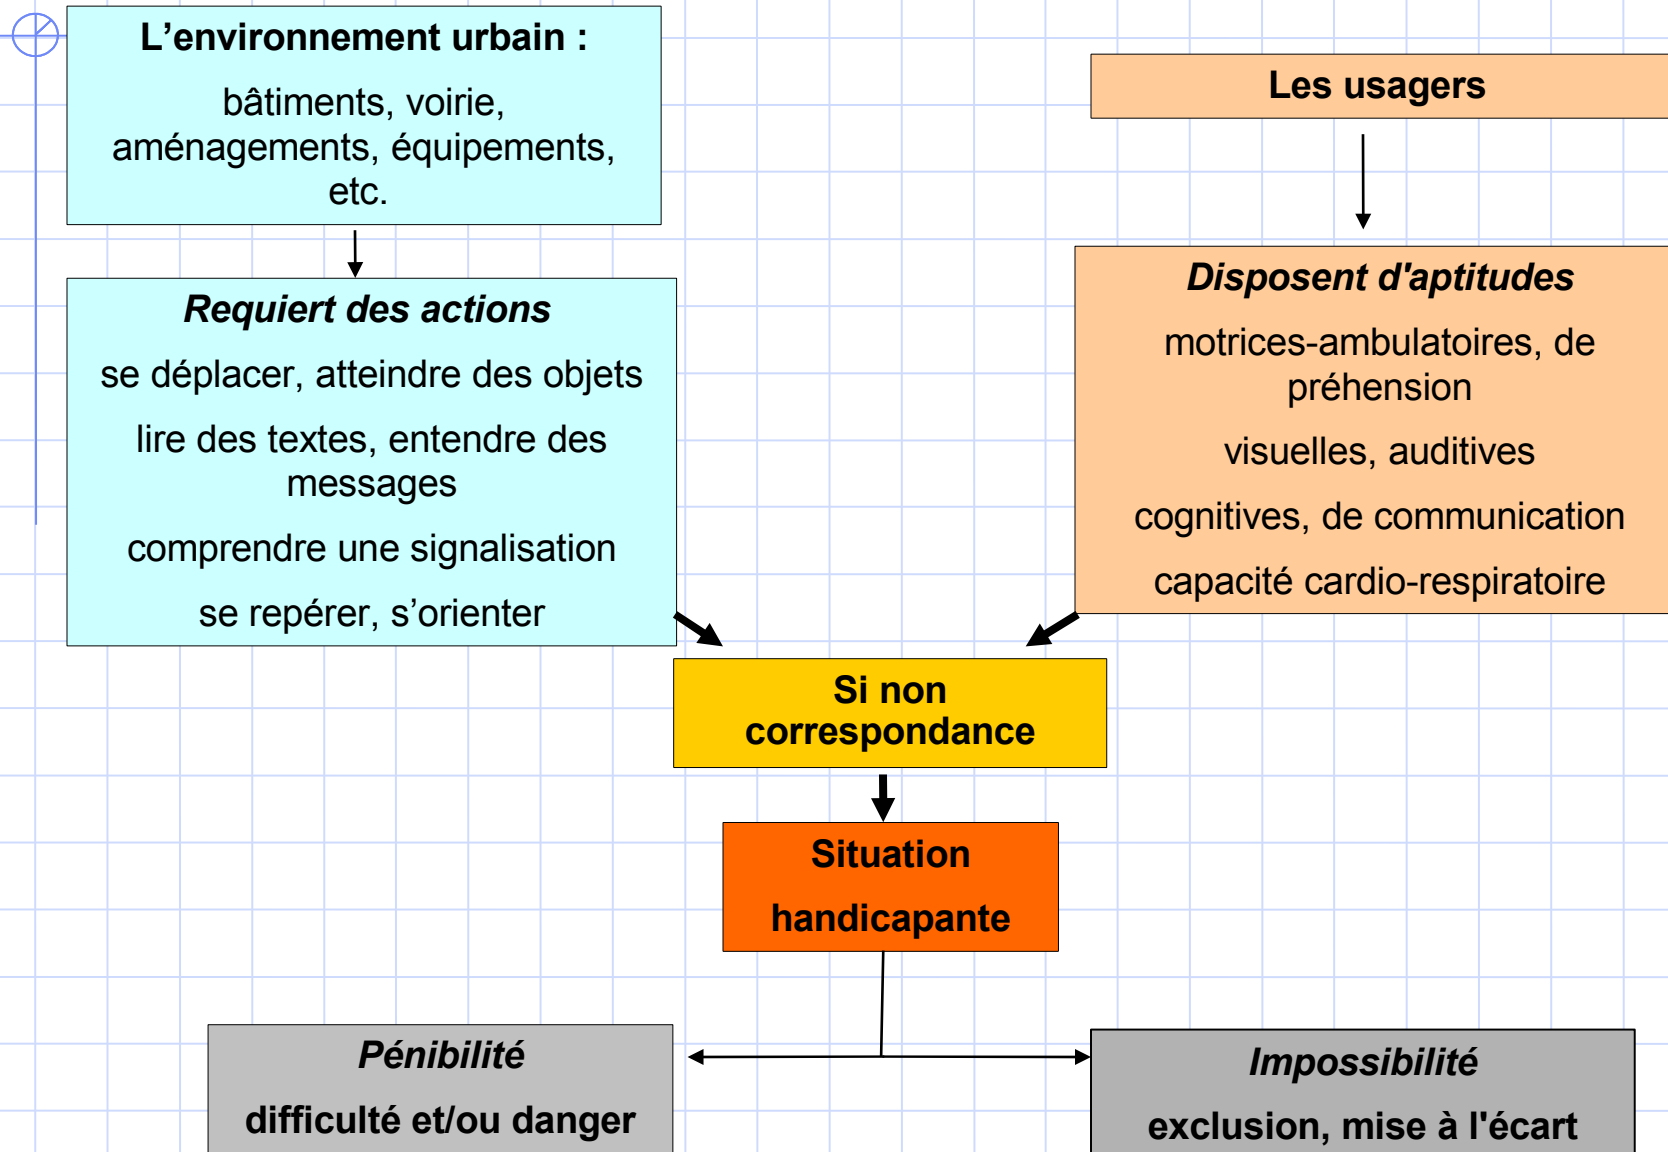 L’environnement urbain :
bâtiments, voirie,
aménagements, équipements,
etc.
Les usagers
Requiert des actions
se déplacer, atteindre des objets
lire des textes, entendre des
messages
comprendre une signalisation
se repérer, s’orienter
Disposent d'aptitudes
motrices-ambulatoires, de
préhension
visuelles, auditives
cognitives, de communication
capacité cardio-respiratoire
Si non
correspondance
Situation
handicapante
Pénibilité
difficulté et/ou danger
Impossibilité
exclusion, mise à l'écart